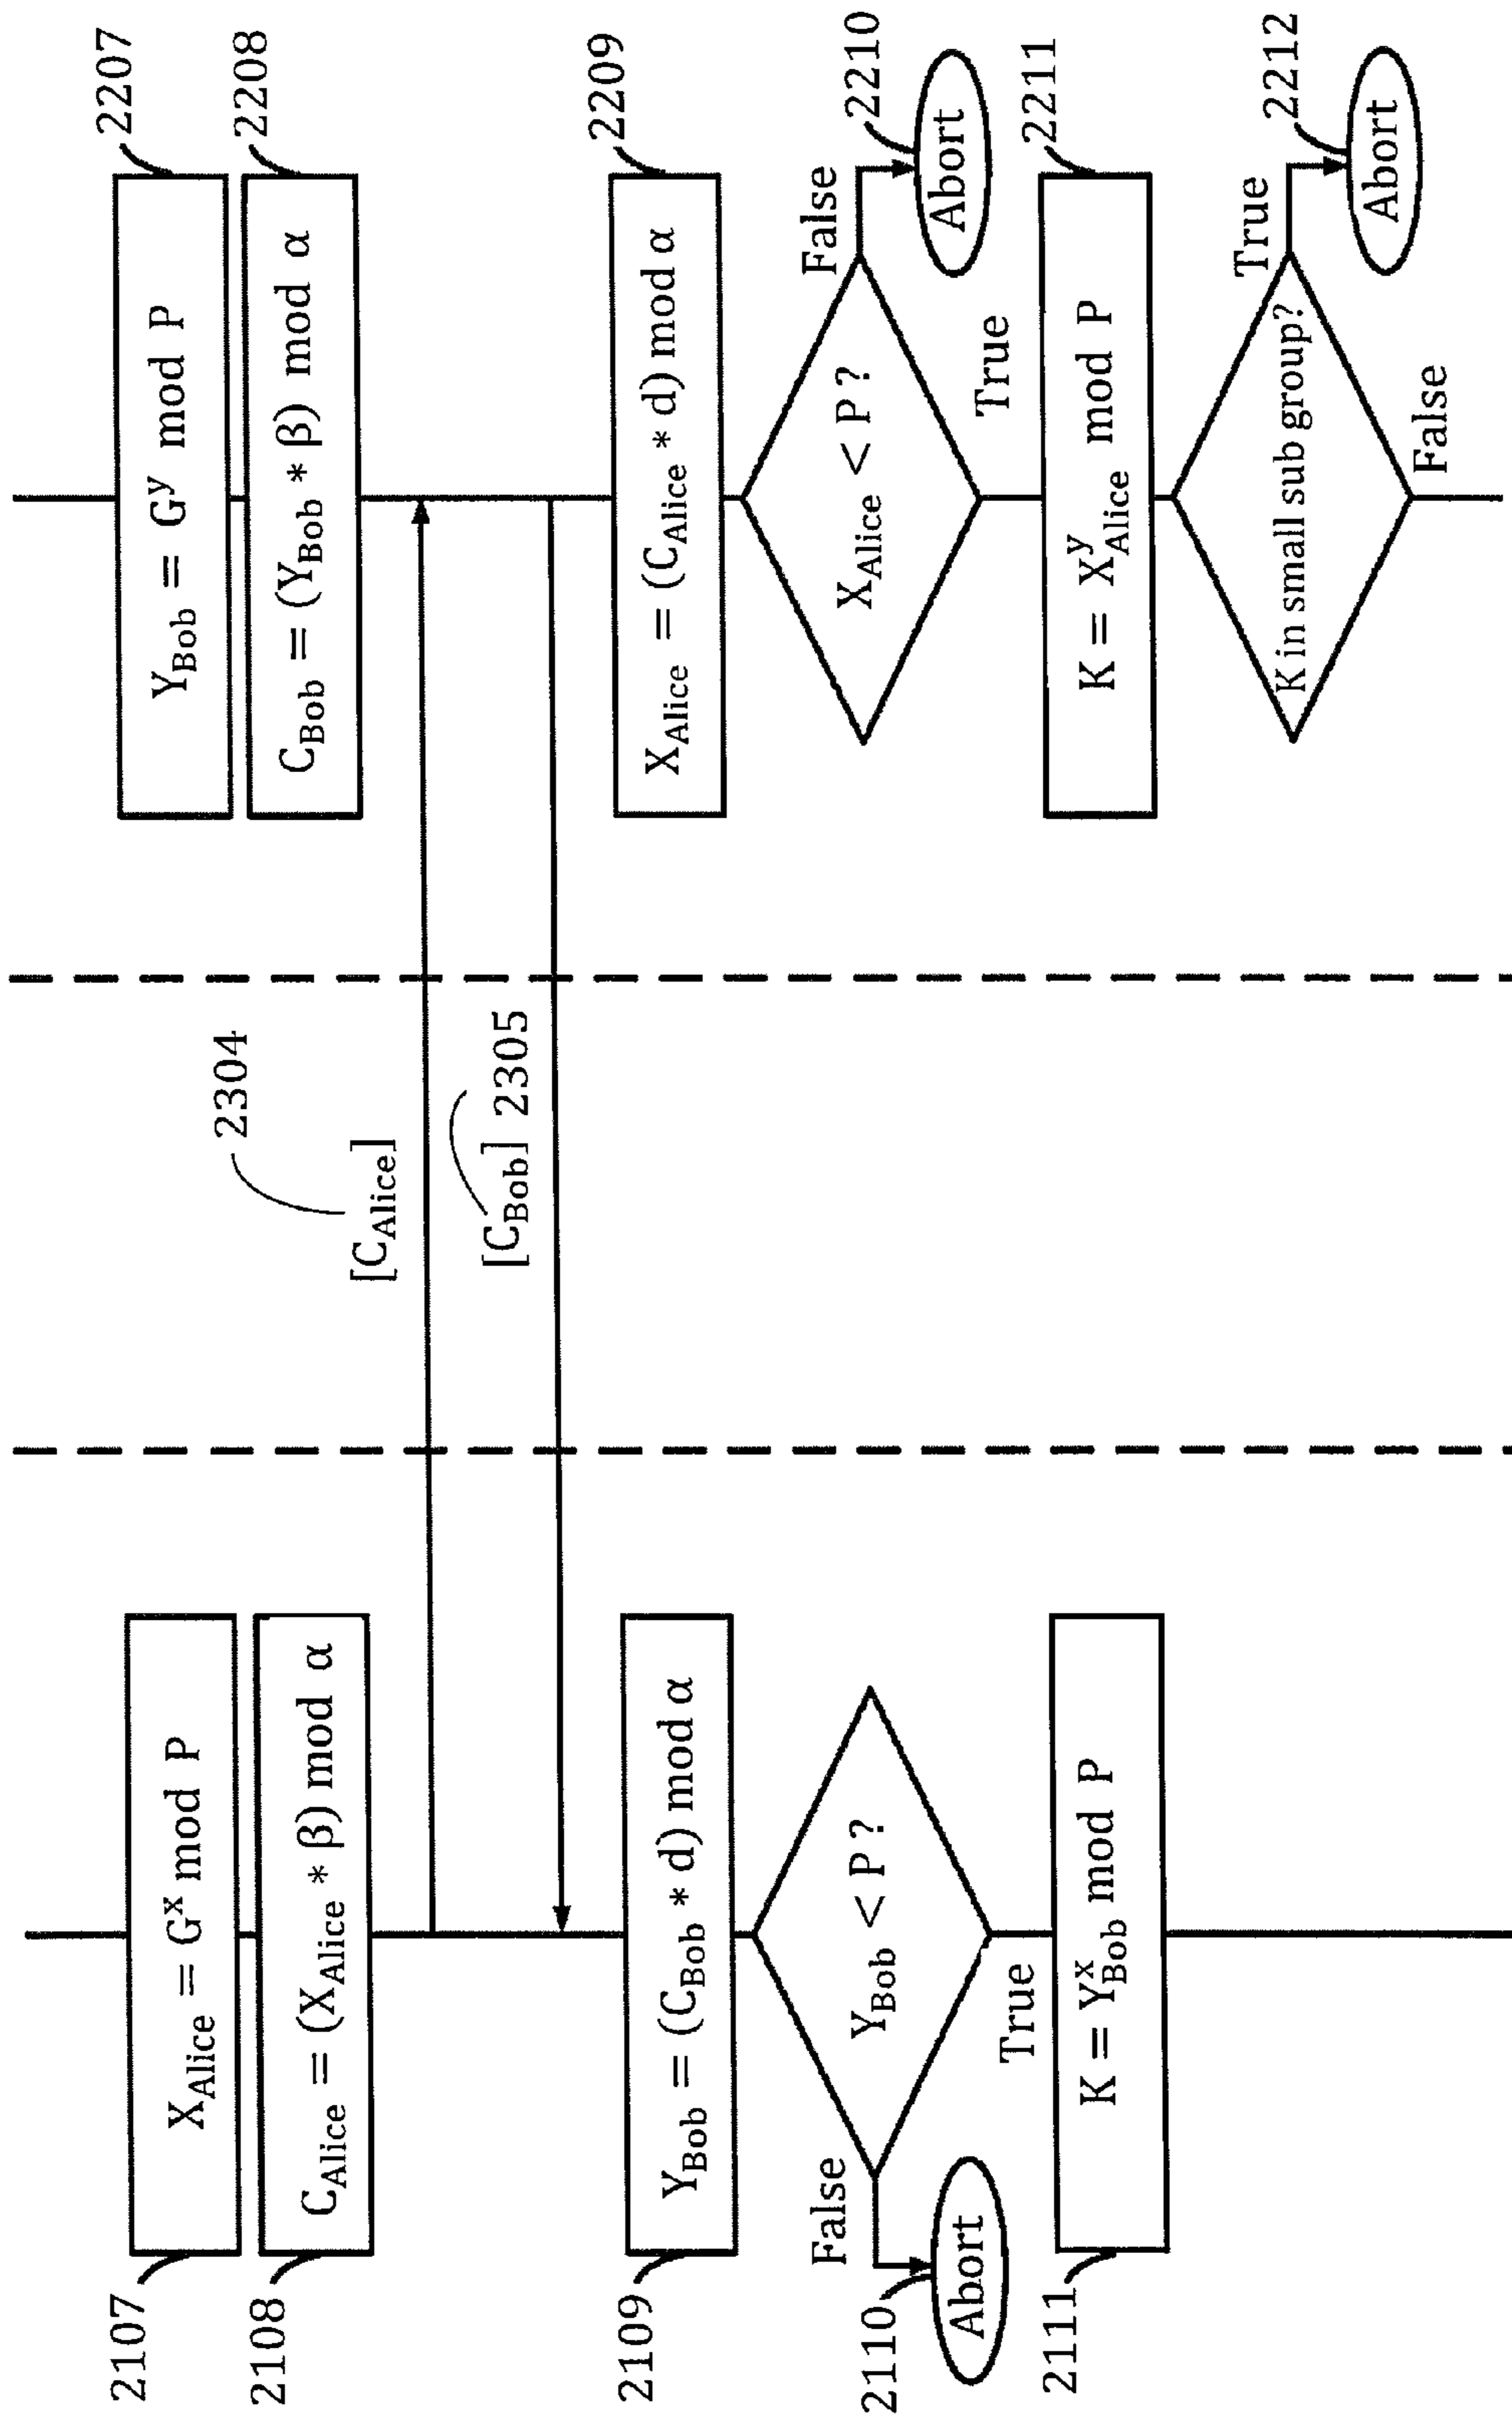 2107
X_Alice = G^x mod P
2108
C_Alice = (X_Alice * β) mod α
2304
[C_Alice]
[C_Bob] 2305
2109
Y_Bob = (C_Bob * d) mod α
Y_Bob < P ?
False
2110
Abort
True
2111
K = Y^x_Bob mod P
Y_Bob = G^y mod P
2207
C_Bob = (Y_Bob * β) mod α
2208
X_Alice = (C_Alice * d) mod α
2209
X_Alice < P ?
False
2210
Abort
True
K = X^y_Alice mod P
2211
K in small sub group?
True
2212
Abort
False